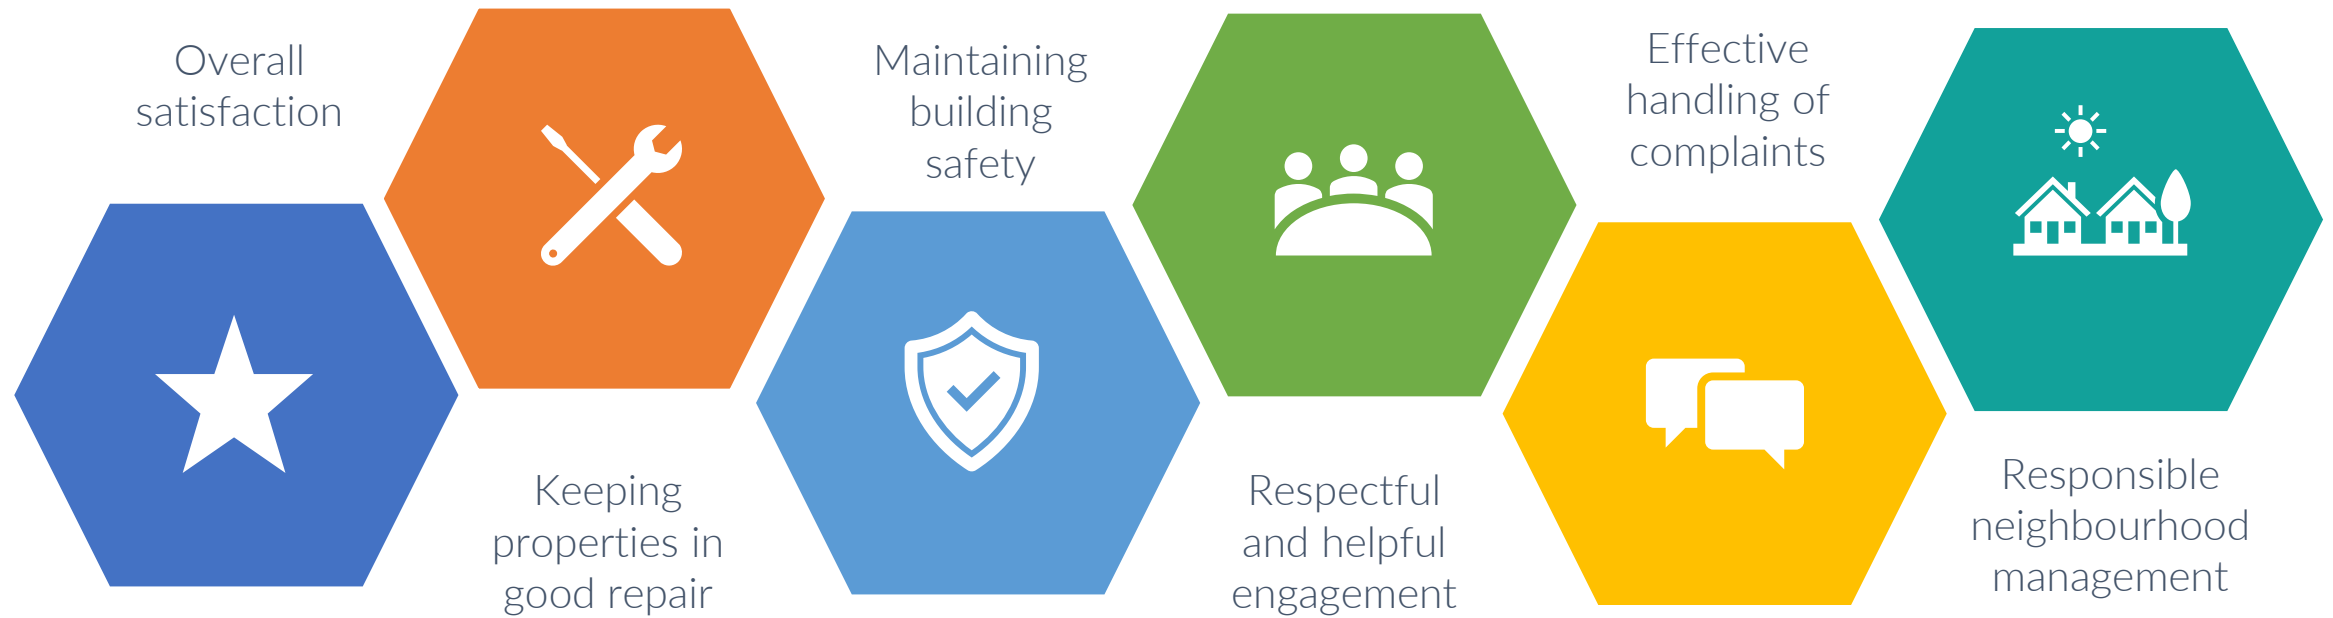 Overall
satisfaction
Keeping
properties in
good repair
Maintaining
building
safety
Respectful
and helpful
engagement
Effective
handling of
complaints
Responsible
neighbourhood
management